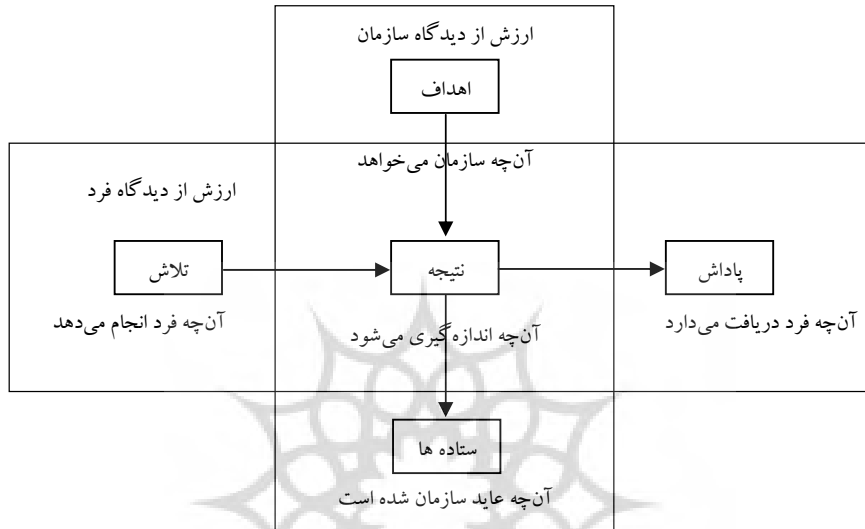 ارزش از دیدگاه سازمان
اهداف
آن‌چه سازمان می‌خواهد
ارزش از دیدگاه فرد
پاداش
نتیجه
تلاش
آن‌چه فرد دریافت می‌دارد
آن‌چه اندازه‌گیری می‌شود
آن‌چه فرد انجام می‌دهد
ستاده ها
آن‌چه عاید سازمان شده است